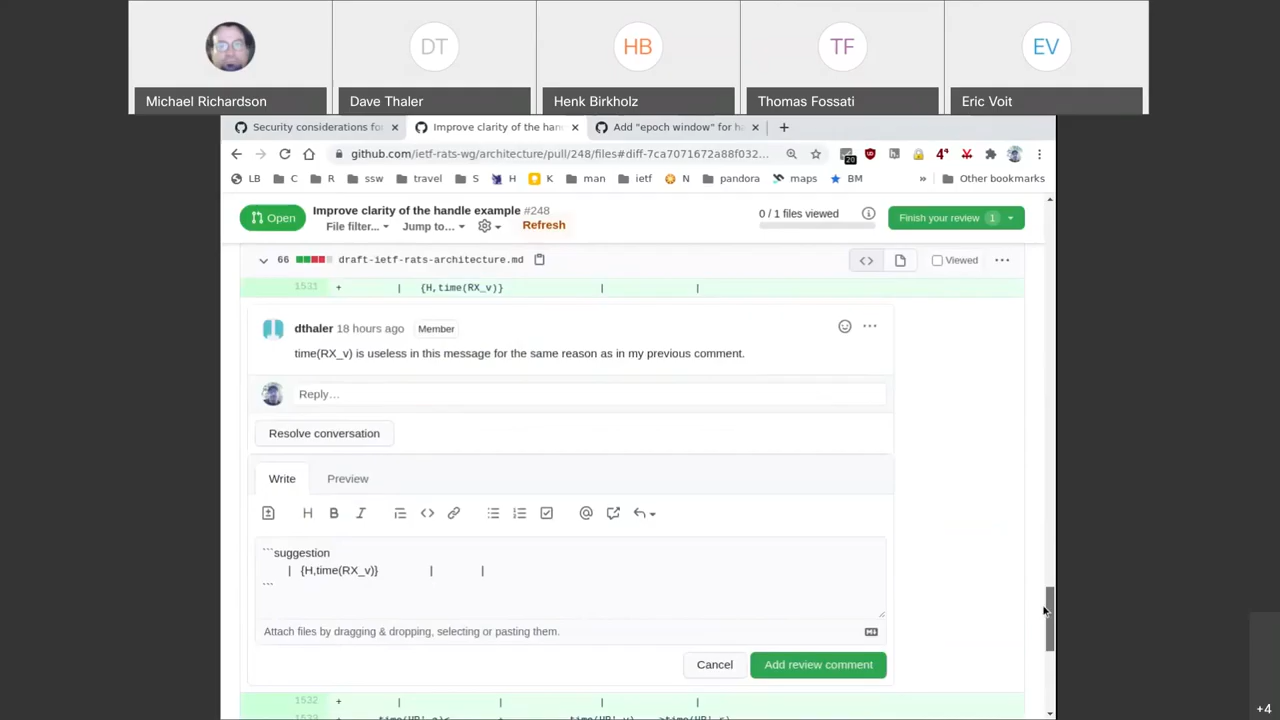 DT
HB
TF
EV
Michael Richardson
Dave Thaler
Henk Birkholz
Thomas Fossati
Eric Voit
Security considerations fo
Improve clarity of the han
Add "epoch window" for ha
github.com/ietf-rats-wg/architecture/pull/248/files#diff-7ca7071672a88f032...
20
4ª
LB C R ssw travel S H K man ietf N pandora maps BM » Other bookmarks
Open
Improve clarity of the handle example #248
File filter... Jump to... Refresh
0 / 1 files viewed
Finish your review 1
66 draft-ietf-rats-architecture.md
Viewed
1531 + | {H,time(RX_v)} | |
dthaler 18 hours ago Member
time(RX_v) is useless in this message for the same reason as in my previous comment.
Reply…
Resolve conversation
Write Preview
H B I
```suggestion
| {H,time(RX_v)} | |
```
Attach files by dragging & dropping, selecting or pasting them.
Cancel Add review comment
1532 + | | |
+4